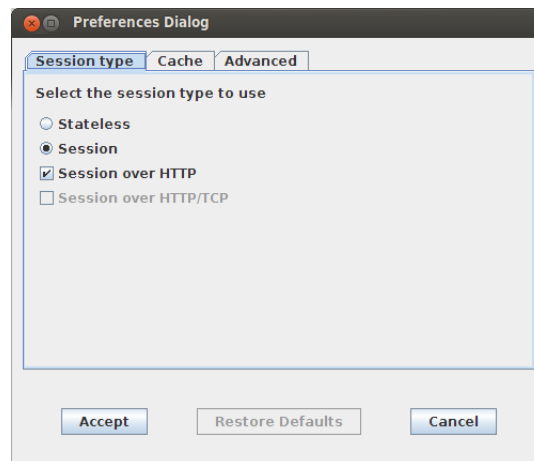 Preferences Dialog
Session type Cache Advanced
Select the session type to use
Stateless
Session
Session over HTTP
Session over HTTP/TCP
Accept Restore Defaults Cancel